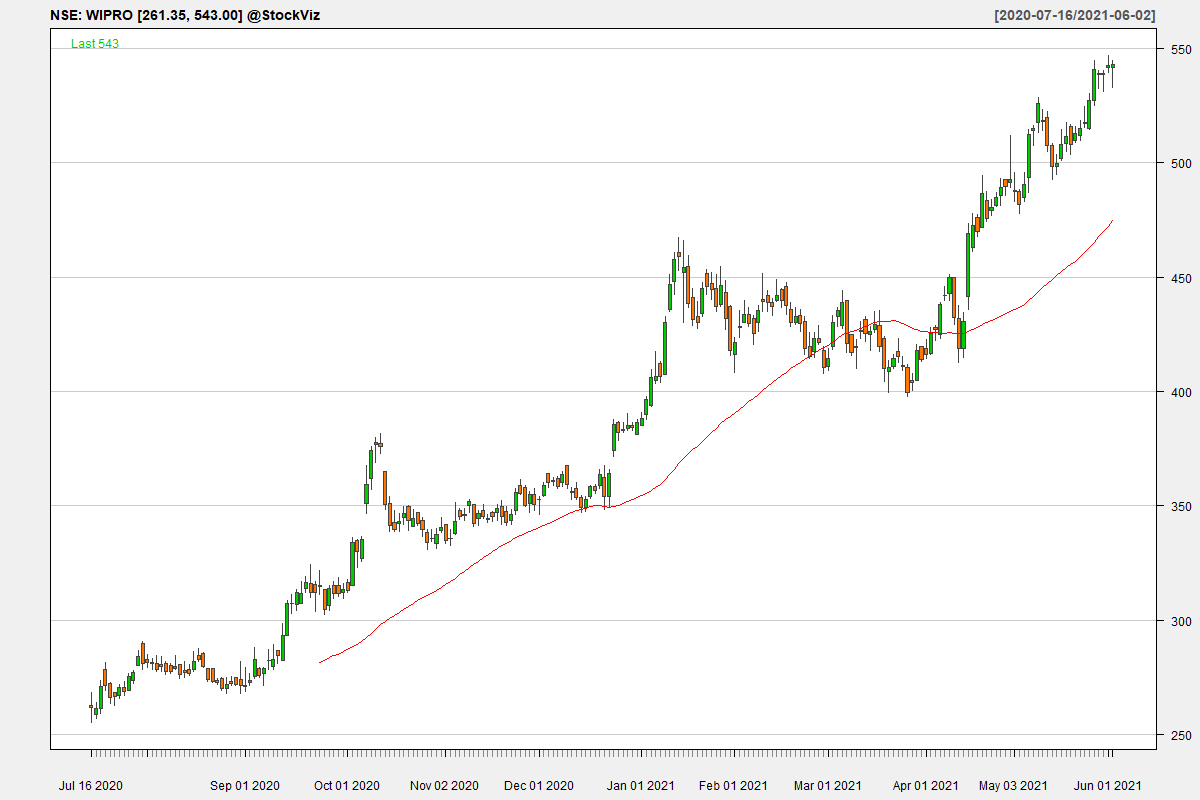 NSE: WIPRO [261.35, 543.00] @StockViz [2020-07-16/2021-06-02]
Last 543
550
500
450
400
350
300
250
Jul 16 2020 Sep 01 2020 Oct 01 2020 Nov 02 2020 Dec 01 2020 Jan 01 2021 Feb 01 2021 Mar 01 2021 Apr 01 2021 May 03 2021 Jun 01 2021